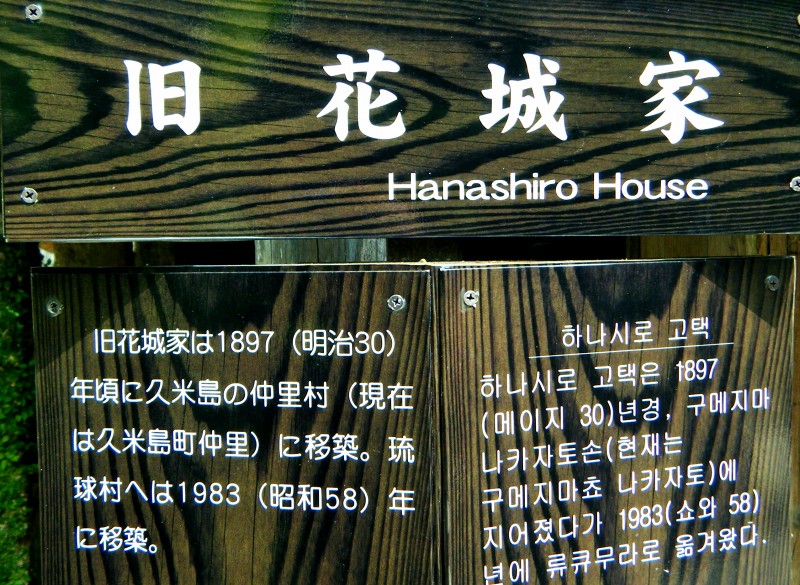 旧花城家
Hanashiro House
旧花城家は1897（明治30）
年頃に久米島の仲里村（現在
は久米島町仲里）に移築。琉
球村へは1983（昭和58）年
に移築。
하나시로 고택
하나시로 고택은 1897
(메이지 30)년경, 구메지마
나카자토손(현재는
구메지마쵸 나카자토)에
지어졌다가 1983(쇼와 58)
년에 류큐무라로 옮겨왔다.